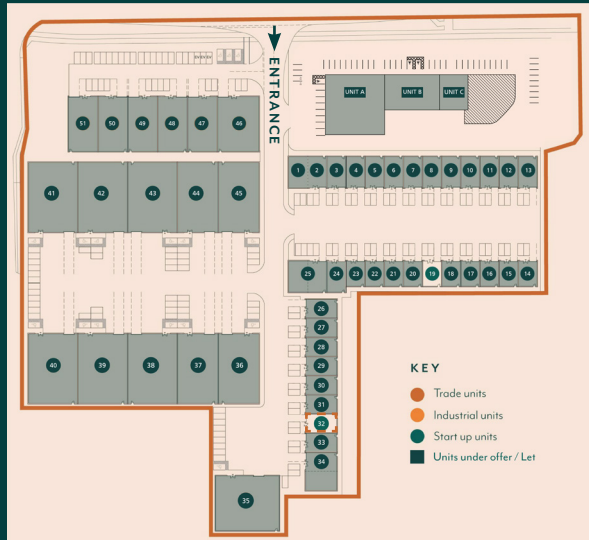 ENTRANCE
UNIT A
UNIT B
UNIT C
51 50 49 48 47 46
41 42 43 44 45
1 2 3 4 5 6 7 8 9 10 11 12 13
25 24 23 22 21 20 19 18 17 16 15 14
26
27
28
29
30
31
32
33
34
40 39 38 37 36
35
KEY
Trade units
Industrial units
Start up units
Units under offer / Let